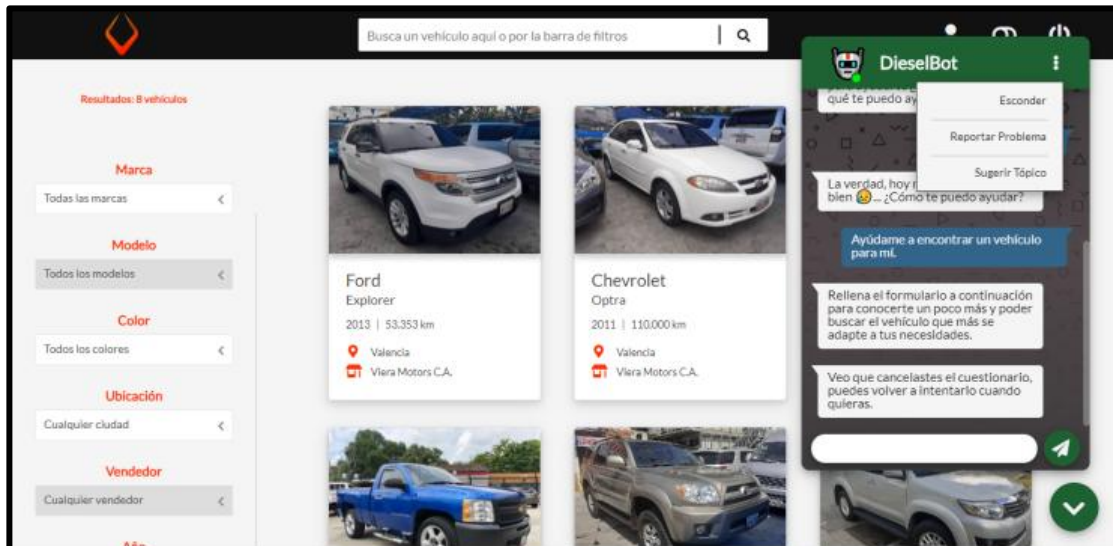 Busca un vehículo aquí o por la barra de filtros
Resultados: 8 vehículos
Marca
Todas las marcas
Modelo
Todos los modelos
Color
Todos los colores
Ubicación
Cualquier ciudad
Vendedor
Cualquier vendedor
Año
Ford
Explorer
2013 | 53.353 km
Valencia
Viera Motors C.A.
Chevrolet
Optra
2011 | 110.000 km
Valencia
Viera Motors C.A.
DieselBot
qué te puedo ay
Esconder
Reportar Problema
Sugerir Tópico
La verdad, hoy
bien 😥... ¿Cómo te puedo ayudar?
Ayúdame a encontrar un vehículo
para mí.
Rellena el formulario a continuación
para conocerte un poco más y poder
buscar el vehículo que más se
adapte a tus necesidades.
Veo que cancelastes el cuestionario,
puedes volver a intentarlo cuando
quieras.